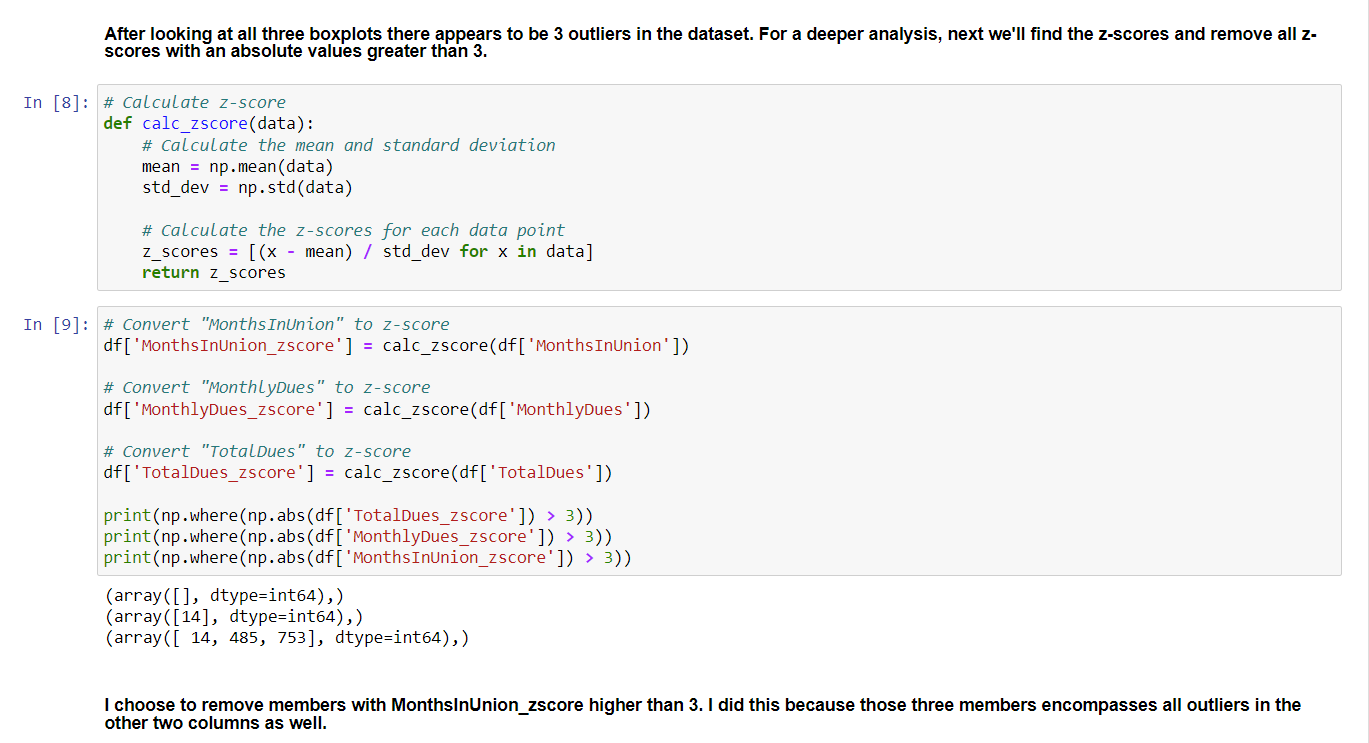 After looking at all three boxplots there appears to be 3 outliers in the dataset. For a deeper analysis, next we'll find the z-scores and remove all z-
scores with an absolute values greater than 3.
In [8]: # Calculate z-score
def calc_zscore(data):
    # Calculate the mean and standard deviation
    mean = np.mean(data)
    std_dev = np.std(data)
    # Calculate the z-scores for each data point
    z_scores = [(x - mean) / std_dev for x in data]
    return z_scores
In [9]: # Convert "MonthsInUnion" to z-score
df['MonthsInUnion_zscore'] = calc_zscore(df['MonthsInUnion'])
# Convert "MonthlyDues" to z-score
df['MonthlyDues_zscore'] = calc_zscore(df['MonthlyDues'])
# Convert "TotalDues" to z-score
df['TotalDues_zscore'] = calc_zscore(df['TotalDues'])
print(np.where(np.abs(df['TotalDues_zscore']) > 3))
print(np.where(np.abs(df['MonthlyDues_zscore']) > 3))
print(np.where(np.abs(df['MonthsInUnion_zscore']) > 3))
(array([], dtype=int64),)
(array([14], dtype=int64),)
(array([ 14, 485, 753], dtype=int64),)
I choose to remove members with MonthsInUnion_zscore higher than 3. I did this because those three members encompasses all outliers in the
other two columns as well.